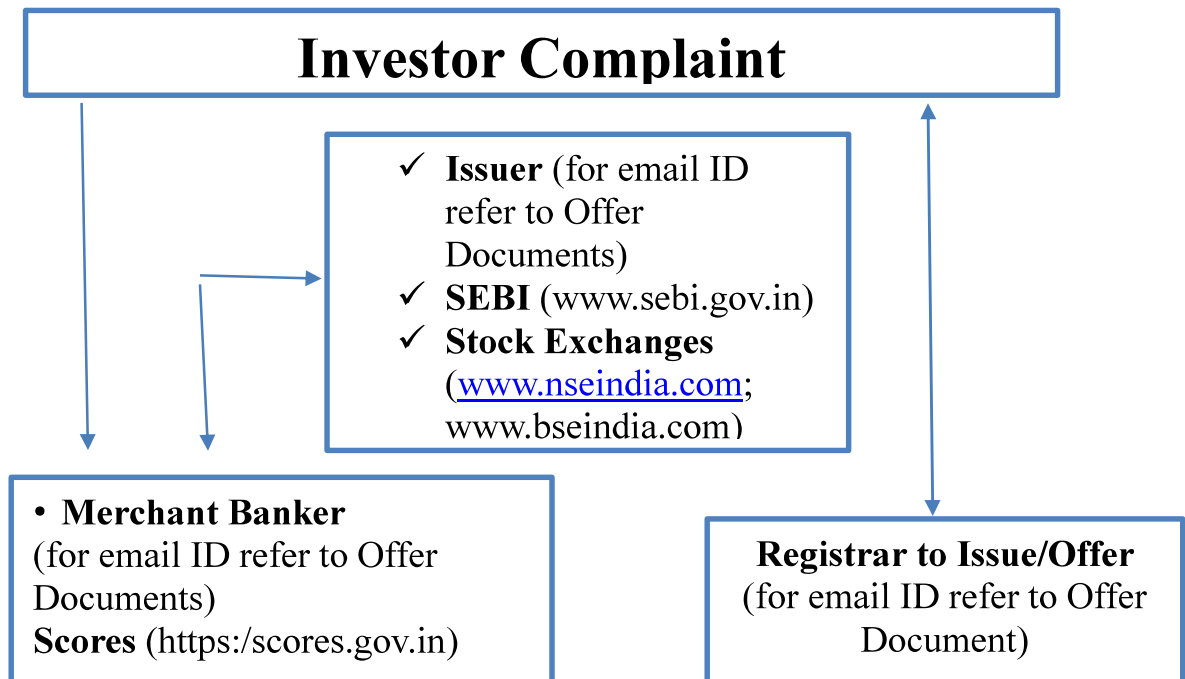 Investor Complaint
✓ Issuer (for email ID
refer to Offer
Documents)
✓ SEBI (www.sebi.gov.in)
✓ Stock Exchanges
(www.nseindia.com;
www.bseindia.com)
• Merchant Banker
(for email ID refer to Offer
Documents)
Scores (https:/scores.gov.in)
Registrar to Issue/Offer
(for email ID refer to Offer
Document)